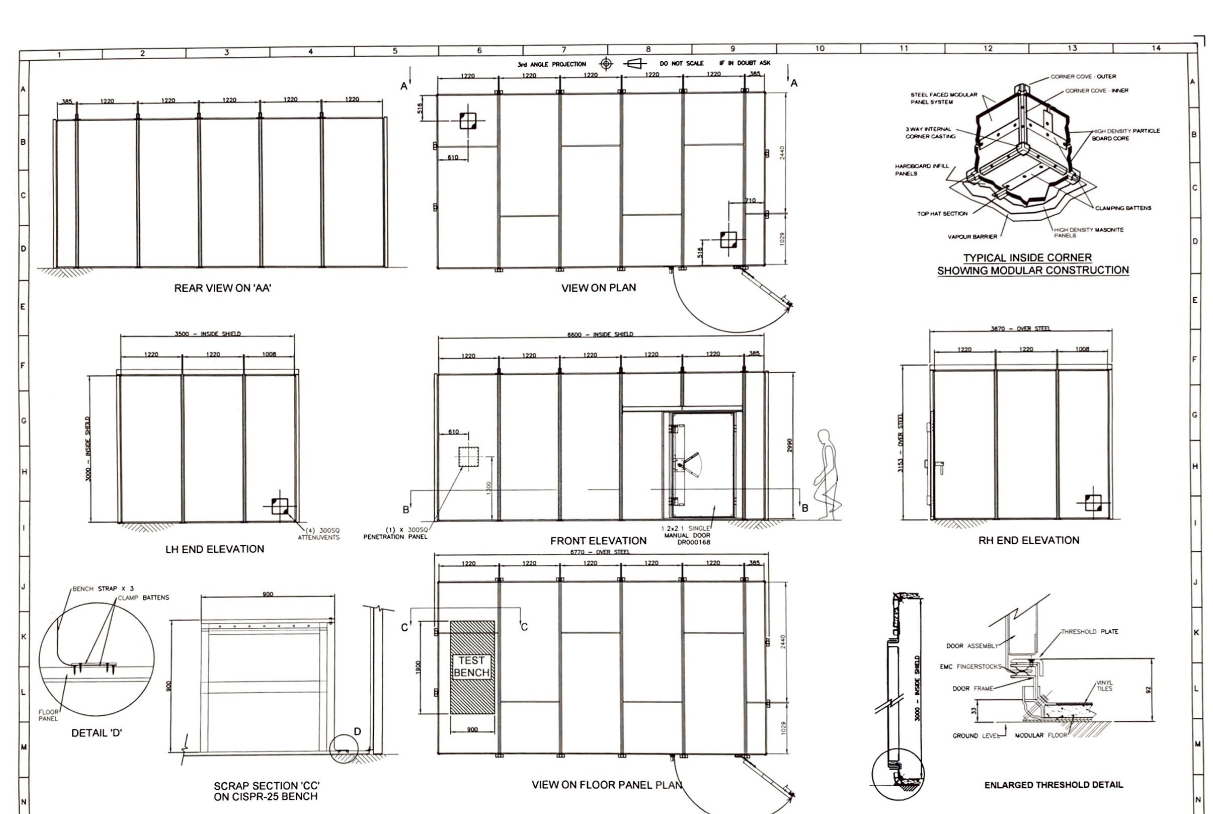 1 2 3 4 5 6 7 8 9 10 11 12 13 14
3rd ANGLE PROJECTION DO NOT SCALE IF IN DOUBT ASK
A
B
C
D
E
F
G
H
I
J
K
L
M
N
A
B
C
D
E
F
G
H
I
J
K
L
M
N
385 1220 1220 1220 1220 1220
REAR VIEW ON 'AA'
A A
1220 1220 1220 1220 1220
516
610
2440
710
516
1029
VIEW ON PLAN
CORNER COVE - OUTER
CORNER COVE - INNER
STEEL FACED MODULAR
PANEL SYSTEM
3 WAY INTERNAL
CORNER CASTING
HIGH DENSITY PARTICLE
BOARD CORE
HARDBOARD INFILL
PANELS
TOP HAT SECTION
CLAMPING BATTENS
VAPOUR BARRIER
HIGH DENSITY MASONITE
PANELS
TYPICAL INSIDE CORNER
SHOWING MODULAR CONSTRUCTION
3500 - INSIDE SHIELD
1220 1220 1008
3000 - INSIDE SHIELD
(4) 300SQ
ATTENUVENTS
LH END ELEVATION
6600 - INSIDE SHIELD
1220 1220 1220 1220 1220 385
610
1300
2990
B B
(1) X 300SQ
PENETRATION PANEL
1 2x2 1 SINGLE
MANUAL DOOR
DR000168
FRONT ELEVATION
3670 - OVER STEEL
1220 1220 1008
3153 - OVER STEEL
RH END ELEVATION
BENCH STRAP X 3
CLAMP BATTENS
FLOOR
PANEL
DETAIL 'D'
900
900
D
SCRAP SECTION 'CC'
ON CISPR-25 BENCH
6770 - OVER STEEL
1220 1220 1220 1220 1220 385
C C
TEST
BENCH
1900
900
2440
1029
VIEW ON FLOOR PANEL PLAN
3000 - INSIDE SHIELD
THRESHOLD PLATE
DOOR ASSEMBLY
EMC FINGERSTOCKS
DOOR FRAME
VINYL
TILES
33
92
GROUND LEVEL
MODULAR FLOOR
ENLARGED THRESHOLD DETAIL